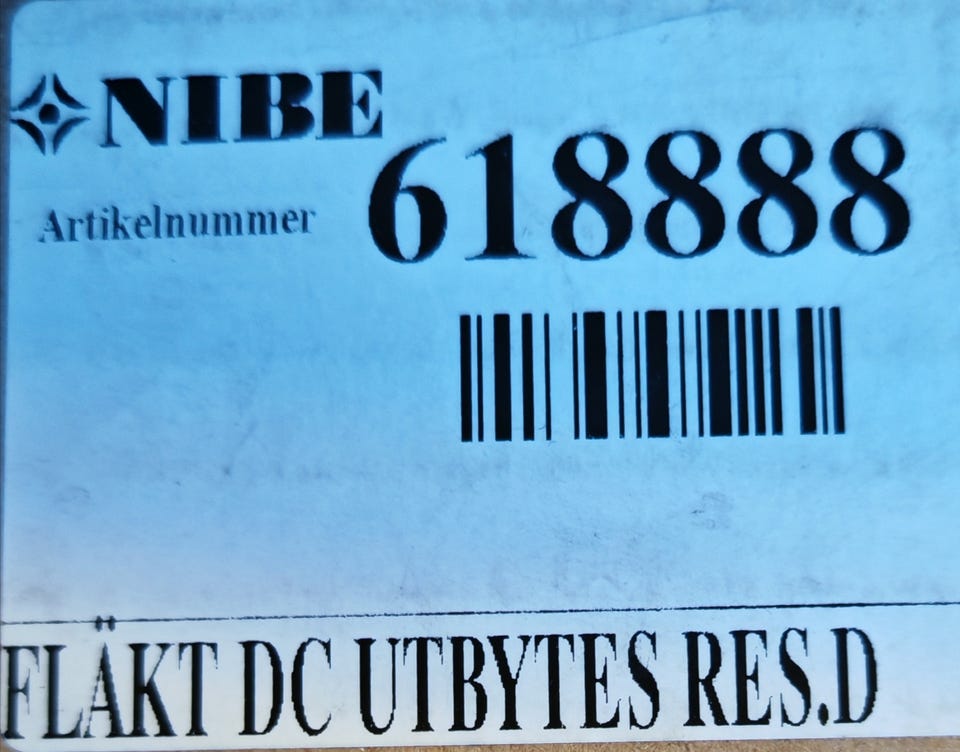 NIBE
Artikelnummer 618888
FLÄKT DC UTBYTES RES.D